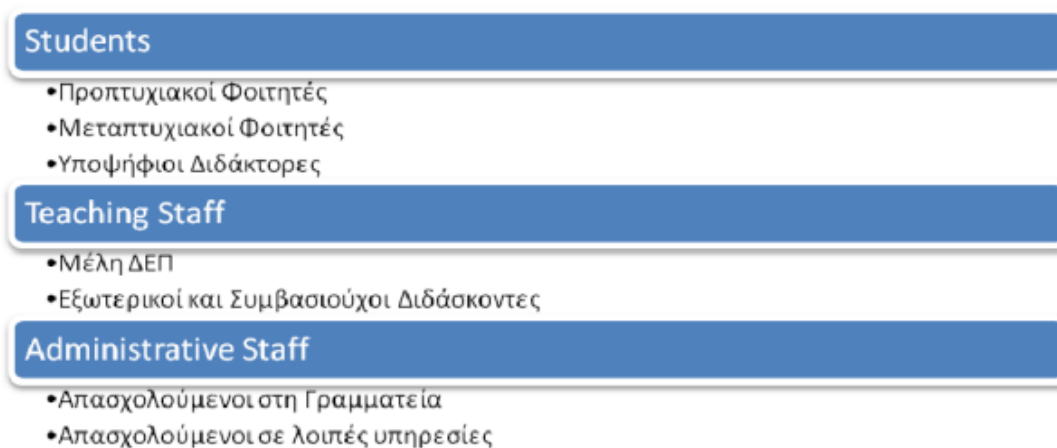 Students
•Προπτυχιακοί Φοιτητές
•Μεταπτυχιακοί Φοιτητές
•Υποψήφιοι Διδάκτορες
Teaching Staff
•Μέλη ΔΕΠ
•Εξωτερικοί και Συμβασιούχοι Διδάσκοντες
Administrative Staff
•Απασχολούμενοι στη Γραμματεία
•Απασχολούμενοι σε λοιπές υπηρεσίες